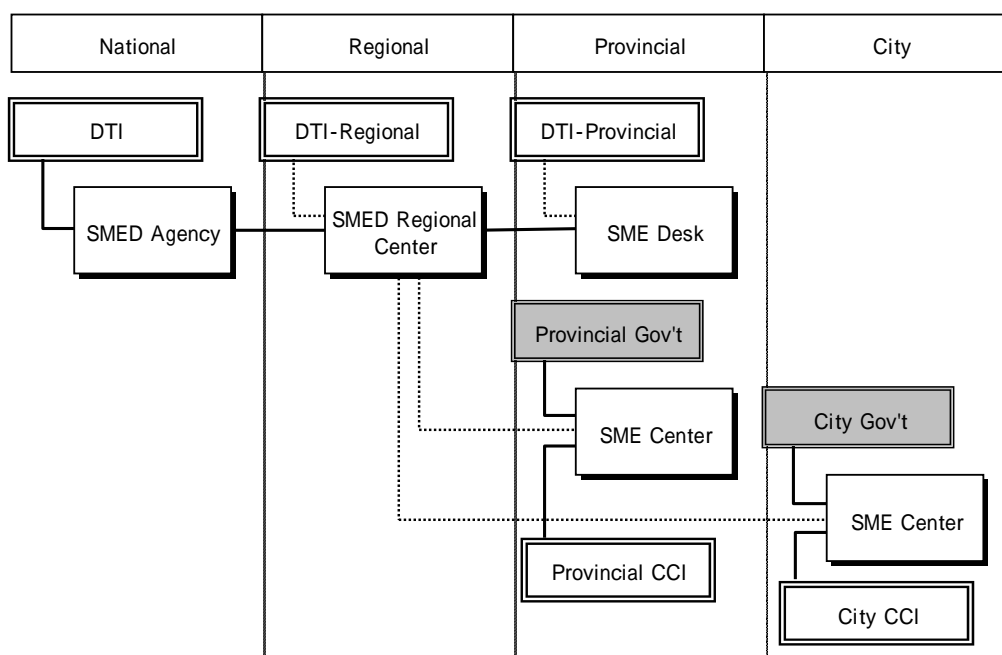 National
Regional
Provincial
City
DTI
DTI-Regional
DTI-Provincial
SMED Agency
SMED Regional
Center
SME Desk
Provincial Gov't
SME Center
City Gov't
SME Center
Provincial CCI
City CCI